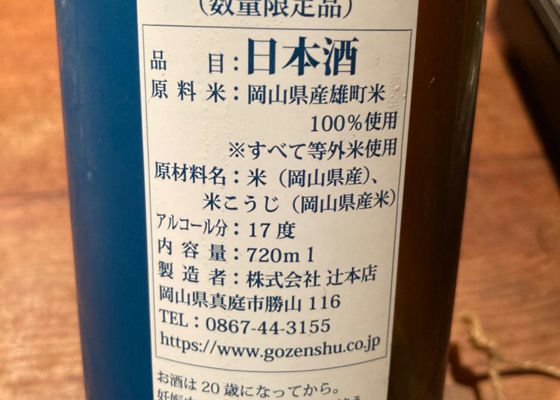 （数量限定品）
品目：日本酒
原料米：岡山県産雄町米
100％使用
※すべて等外米使用
原材料名：米（岡山県産）、
米こうじ（岡山県産米）
アルコール分：17度
内容量：720ml
製造者：株式会社 辻本店
岡山県真庭市勝山 116
TEL：0867-44-3155
https://www.gozenshu.co.jp
お酒は20歳になってから。